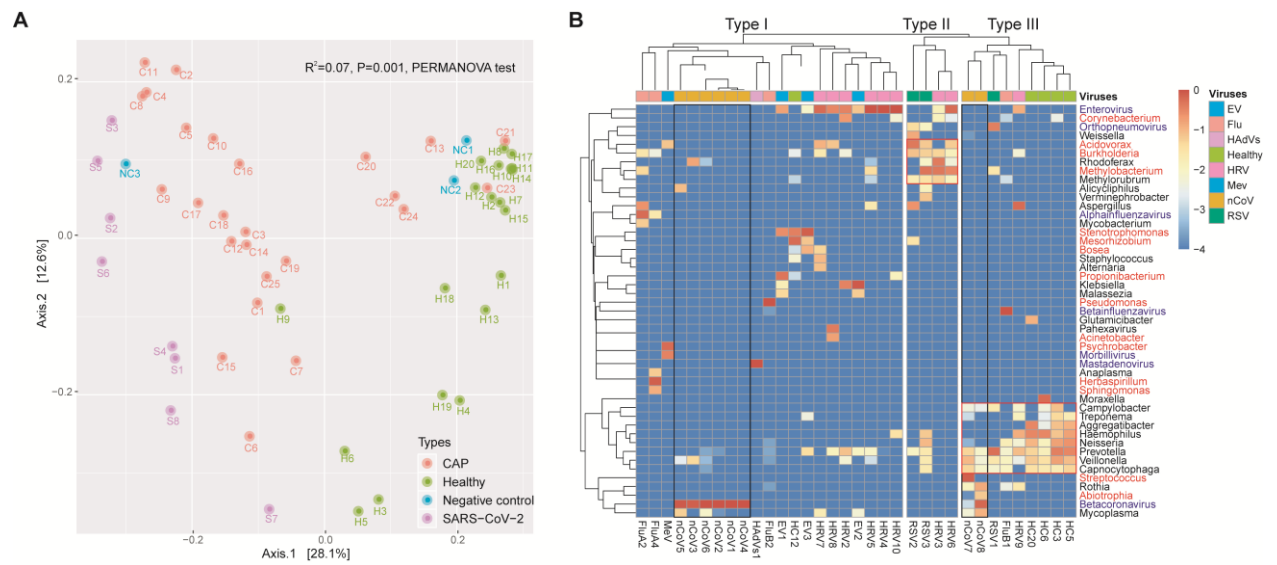 A
R²=0.07, P=0.001, PERMANOVA test
C11
C2
C8
C4
S3
C5
C10
C13
C21
NC1
H8
H17
S5
NC3
C16
C20
H20
H16
H11
H10
H14
NC2
C23
C9
C22
H12
H7
C17
C24
H2
H15
S2
C18
C3
C12
C14
S6
C19
C25
H1
H18
C1
H9
H13
S4
S1
C15
C7
H19
H4
S8
C6
H6
S7
H3
H5
Types
CAP
Healthy
Negative control
SARS−CoV−2
0.2
0.0
−0.2
Axis.2 [12.6%]
−0.2
0.0
0.2
Axis.1 [28.1%]
B
Type I
Type II
Type III
Viruses
Enterovirus
Corynebacterium
Orthopneumovirus
Weissella
Acidovorax
Burkholderia
Rhodoferax
Methylobacterium
Methylorubrum
Alicycliphilus
Verminephrobacter
Aspergillus
Alphainfluenzavirus
Mycobacterium
Stenotrophomonas
Mesorhizobium
Bosea
Staphylococcus
Alternaria
Propionibacterium
Klebsiella
Malassezia
Pseudomonas
Betainfluenzavirus
Glutamicibacter
Pahexavirus
Acinetobacter
Psychrobacter
Morbillivirus
Mastadenovirus
Anaplasma
Herbaspirillum
Sphingomonas
Moraxella
Campylobacter
Treponema
Aggregatibacter
Haemophilus
Neisseria
Prevotella
Veillonella
Capnocytophaga
Streptococcus
Rothia
Abiotrophia
Betacoronavirus
Mycoplasma
FluA2
FluA4
MeV
nCoV5
nCoV3
nCoV6
nCoV2
nCoV1
nCoV4
HAdVs1
FluB2
EV1
HC12
EV3
HRV7
HRV8
HRV2
EV2
HRV5
HRV4
HRV10
RSV2
RSV3
HRV3
HRV6
nCoV7
nCoV8
RSV1
FluB1
HRV9
HC20
HC6
HC3
HC5
0
−1
−2
−3
−4
Viruses
EV
Flu
HAdVs
Healthy
HRV
Mev
nCoV
RSV